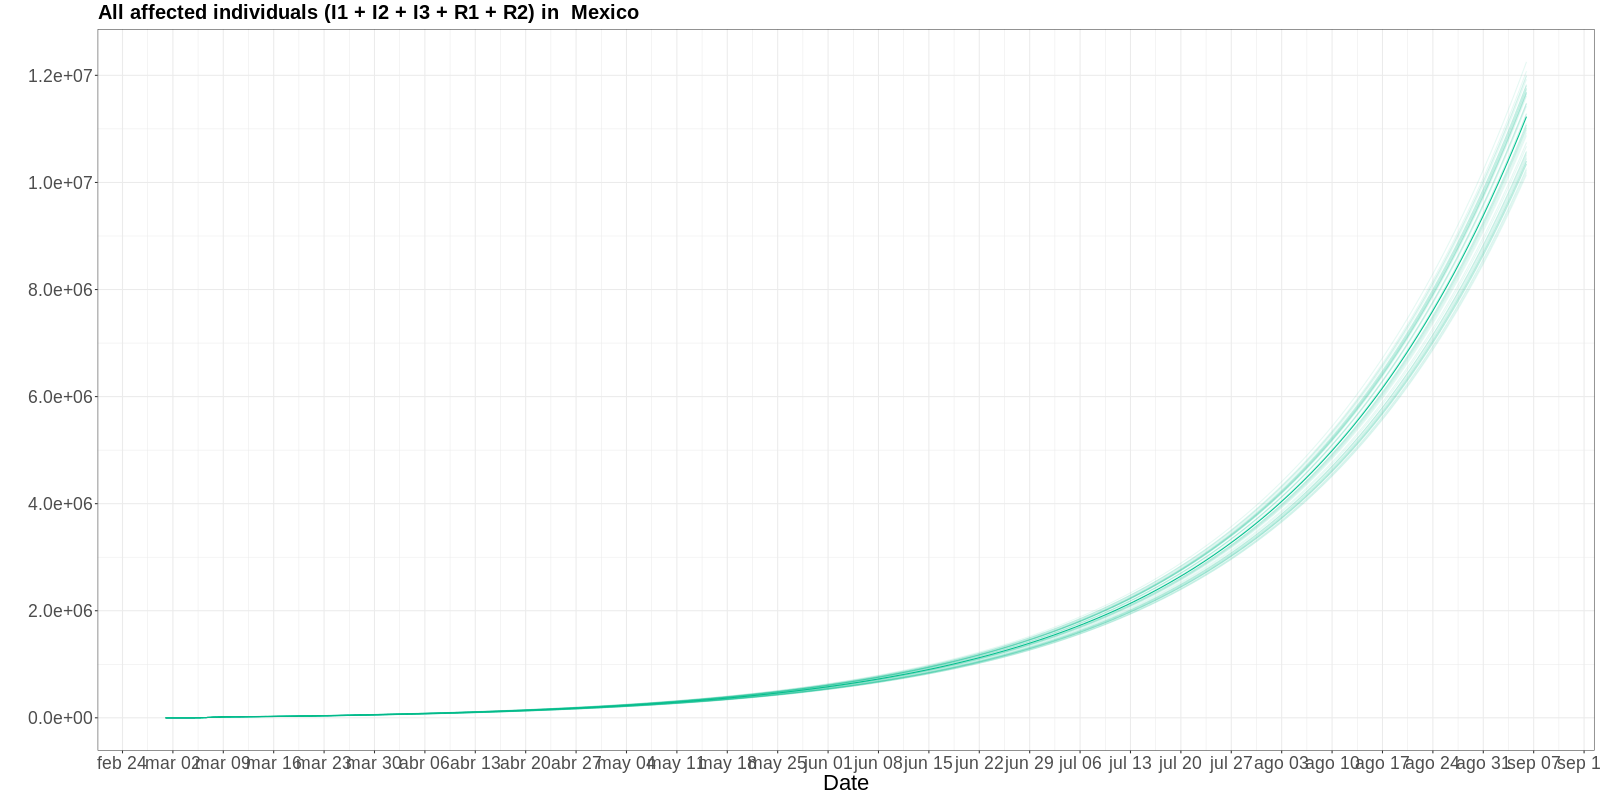 All affected individuals (I1 + I2 + I3 + R1 + R2) in  Mexico
1.2e+07
1.0e+07
8.0e+06
6.0e+06
4.0e+06
2.0e+06
0.0e+00
feb 24 mar 02 mar 09 mar 16 mar 23 mar 30 abr 06 abr 13 abr 20 abr 27 may 04 may 11 may 18 may 25 jun 01 jun 08 jun 15 jun 22 jun 29 jul 06 jul 13 jul 20 jul 27 ago 03 ago 10 ago 17 ago 24 ago 31 sep 07 sep 1
Date